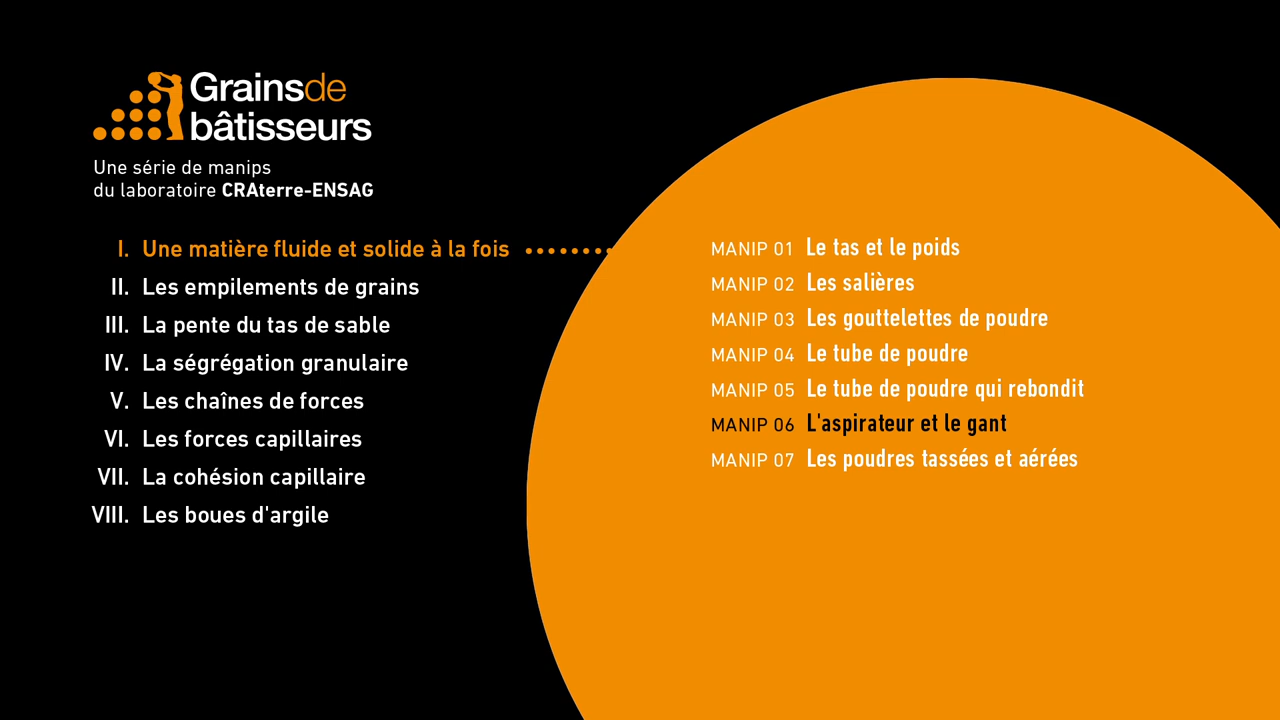 Grainsde
bâtisseurs
Une série de manips
du laboratoire CRAterre-ENSAG
I. Une matière fluide et solide à la fois
II. Les empilements de grains
III. La pente du tas de sable
IV. La ségrégation granulaire
V. Les chaînes de forces
VI. Les forces capillaires
VII. La cohésion capillaire
VIII. Les boues d'argile
MANIP 01 Le tas et le poids
MANIP 02 Les salières
MANIP 03 Les gouttelettes de poudre
MANIP 04 Le tube de poudre
MANIP 05 Le tube de poudre qui rebondit
MANIP 06 L'aspirateur et le gant
MANIP 07 Les poudres tassées et aérées